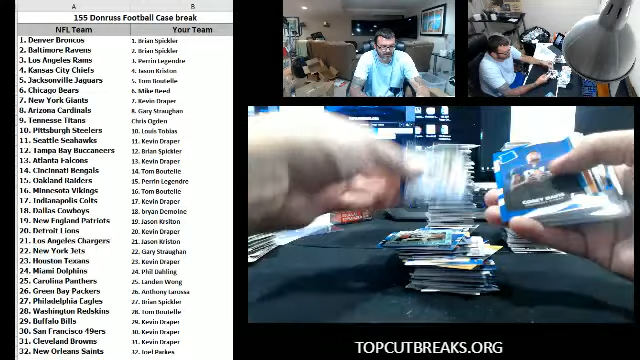 A B
155 Donruss Football Case break
NFL Team Your Team
1. Denver Broncos 1. Brian Spickler
2. Baltimore Ravens 2. Brian Spickler
3. Los Angeles Rams 3. Perrin Legendre
4. Kansas City Chiefs 4. Jason Kriston
5. Jacksonville Jaguars 5. Tom Boutelle
6. Chicago Bears 6. Mike Reed
7. New York Giants 7. Kevin Draper
8. Arizona Cardinals 8. Gary Straughan
9. Tennesse Titans Chris Ogden
10. Pittsburgh Steelers 10. Louis Tobias
11. Seattle Seahawks 11. Kevin Draper
12. Tampa Bay Buccaneers 12. Brian Spickler
13. Atlanta Falcons 13. Kevin Draper
14. Cincinnati Bengals 14. Tom Boutelle
15. Oakland Raiders 15. Perrin Legendre
16. Minnesota Vikings 16. Tom Boutelle
17. Indianapolis Colts 17. Kevin Draper
18. Dallas Cowboys 18. bryan Demoine
19. New England Patriots 19. Jason Kriston
20. Detroit Lions 20. Kevin Draper
21. Los Angeles Chargers 21. Jason Kriston
22. New York Jets 22. Gary Straughan
23. Houston Texans 23. Kevin Draper
24. Miami Dolphins 24. Phil Dahling
25. Carolina Panthers 25. Landen Wong
26. Green Bay Packers 26. Anthony Larossa
27. Philadelphia Eagles 27. Brian Spickler
28. Washington Redskins 28. Tom Boutelle
29. Buffalo Bills 29. Kevin Draper
30. San Francisco 49ers 30. Kevin Draper
31. Cleveland Browns 31. Kevin Draper
32. New Orleans Saints 32. Joel Parkes
COREY DAVIS
TOPCUTBREAKS.ORG